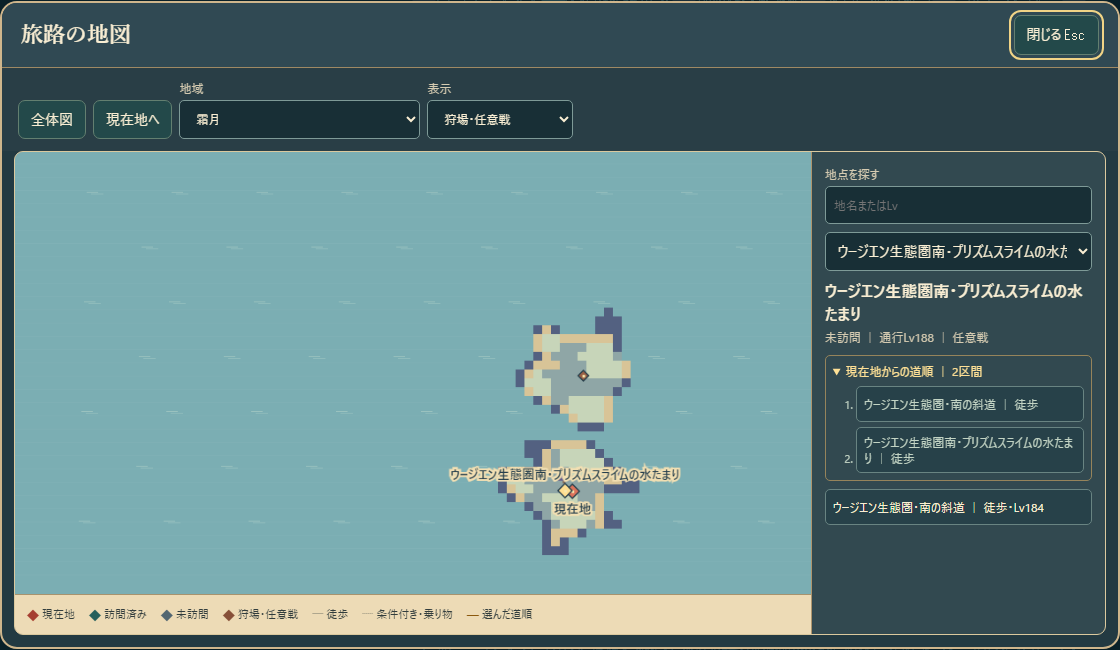 旅路の地図
閉じる Esc
全体図
現在地へ
地域
霜月
表示
狩場・任意戦
地点を探す
地名またはLv
ウージエン生態圏南・プリズムスライムの水た
ウージエン生態圏南・プリズムスライムの水
たまり
未訪問 | 通行Lv188 | 任意戦
▼ 現在地からの道順 | 2区間
1. ウージエン生態圏・南の斜道 | 徒歩
2. ウージエン生態圏南・プリズムスライムの水たま
り | 徒歩
ウージエン生態圏・南の斜道 | 徒歩・Lv184
ウージエン生態圏南・プリズムスライムの水たまり
現在地
現在地
訪問済み
未訪問
狩場・任意戦
徒歩
条件付き・乗り物
選んだ道順